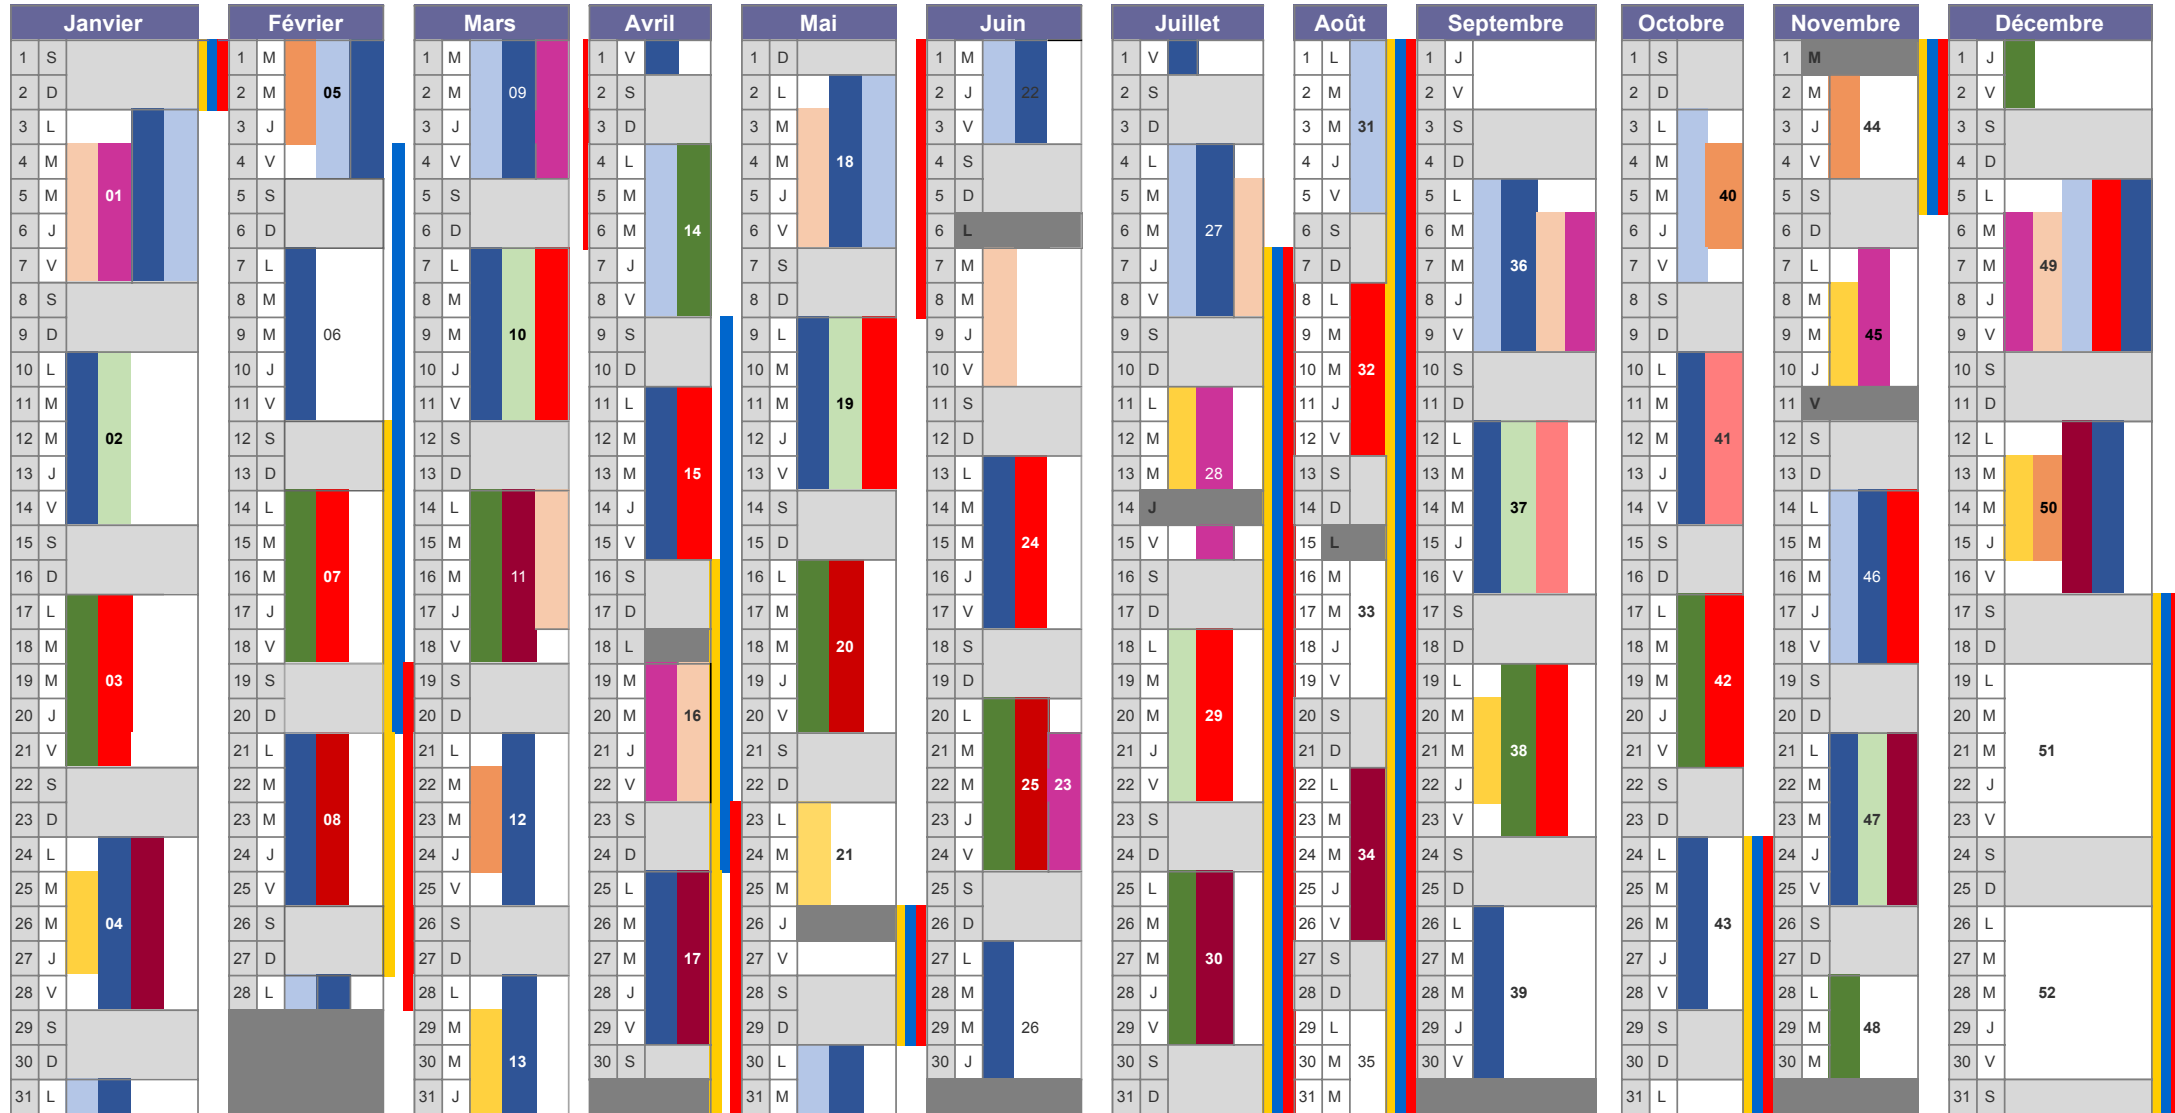 Janvier Février Mars Avril Mai Juin Juillet Août Septembre Octobre Novembre Décembre
1 S 1 M 1 M 1 V 1 D 1 M 1 V 1 L 1 J 1 S 1 M 1 J
2 D 2 M 05 2 M 09 2 S 2 L 2 J 22 2 S 2 M 2 V 2 D 2 M 2 V
3 L 3 J 3 J 3 D 3 M 3 V 3 D 3 M 31 3 S 3 L 3 J 44 3 S
4 M 4 V 4 V 4 L 4 M 18 4 S 4 L 4 J 4 D 4 M 4 V 4 D
5 M 01 5 S 5 S 5 M 5 J 5 D 5 M 5 V 5 L 5 M 40 5 S 5 L
6 J 6 D 6 D 6 M 14 6 V 6 L 6 M 27 6 S 6 M 6 J 6 D 6 M
7 V 7 L 7 L 7 J 7 S 7 M 7 J 7 D 7 M 36 7 V 7 L 7 M 49
8 S 8 M 8 M 8 V 8 D 8 M 8 V 8 L 8 J 8 S 8 M 8 J
9 D 9 M 06 9 M 10 9 S 9 L 9 J 9 S 9 M 9 V 9 D 9 M 45 9 V
10 L 10 J 10 J 10 D 10 M 10 V 10 D 10 M 32 10 S 10 L 10 J 10 S
11 M 11 V 11 V 11 L 11 M 19 11 S 11 L 11 J 11 D 11 M 11 V 11 D
12 M 02 12 S 12 S 12 M 12 J 12 D 12 M 12 V 12 L 12 M 41 12 S 12 L
13 J 13 D 13 D 13 M 15 13 V 13 L 13 M 28 13 S 13 M 13 J 13 D 13 M
14 V 14 L 14 L 14 J 14 S 14 M 14 J 14 D 14 M 37 14 V 14 L 14 M 50
15 S 15 M 15 M 15 V 15 D 15 M 24 15 V 15 L 15 J 15 S 15 M 15 J
16 D 16 M 07 16 M 11 16 S 16 L 16 J 16 S 16 M 16 V 16 D 16 M 46 16 V
17 L 17 J 17 J 17 D 17 M 17 V 17 D 17 M 33 17 S 17 L 17 J 17 S
18 M 18 V 18 V 18 L 18 M 20 18 S 18 L 18 J 18 D 18 M 18 V 18 D
19 M 03 19 S 19 S 19 M 19 J 19 D 19 M 19 V 19 L 19 M 42 19 S 19 L
20 J 20 D 20 D 20 M 16 20 V 20 L 20 M 29 20 S 20 M 20 J 20 D 20 M
21 V 21 L 21 L 21 J 21 S 21 M 21 J 21 D 21 M 38 21 V 21 L 21 M 51
22 S 22 M 22 M 22 V 22 D 22 M 25 23 22 V 22 L 22 J 22 S 22 M 22 J
23 D 23 M 08 23 M 12 23 S 23 L 23 J 23 S 23 M 23 V 23 D 23 M 47 23 V
24 L 24 J 24 J 24 D 24 M 21 24 V 24 D 24 M 34 24 S 24 L 24 J 24 S
25 M 25 V 25 V 25 L 25 M 25 S 25 L 25 J 25 D 25 M 25 V 25 D
26 M 04 26 S 26 S 26 M 26 J 26 D 26 M 26 V 26 L 26 M 43 26 S 26 L
27 J 27 D 27 D 27 M 17 27 V 27 L 27 M 30 27 S 27 M 27 J 27 D 27 M
28 V 28 L 28 L 28 J 28 S 28 M 28 J 28 D 28 M 39 28 V 28 L 28 M 52
29 S 29 M 29 V 29 D 29 M 26 29 V 29 L 29 J 29 S 29 M 48 29 J
30 D 30 M 13 30 S 30 L 30 J 30 S 30 M 35 30 V 30 D 30 M 30 V
31 L 31 J 31 M 31 D 31 M 31 L 31 S